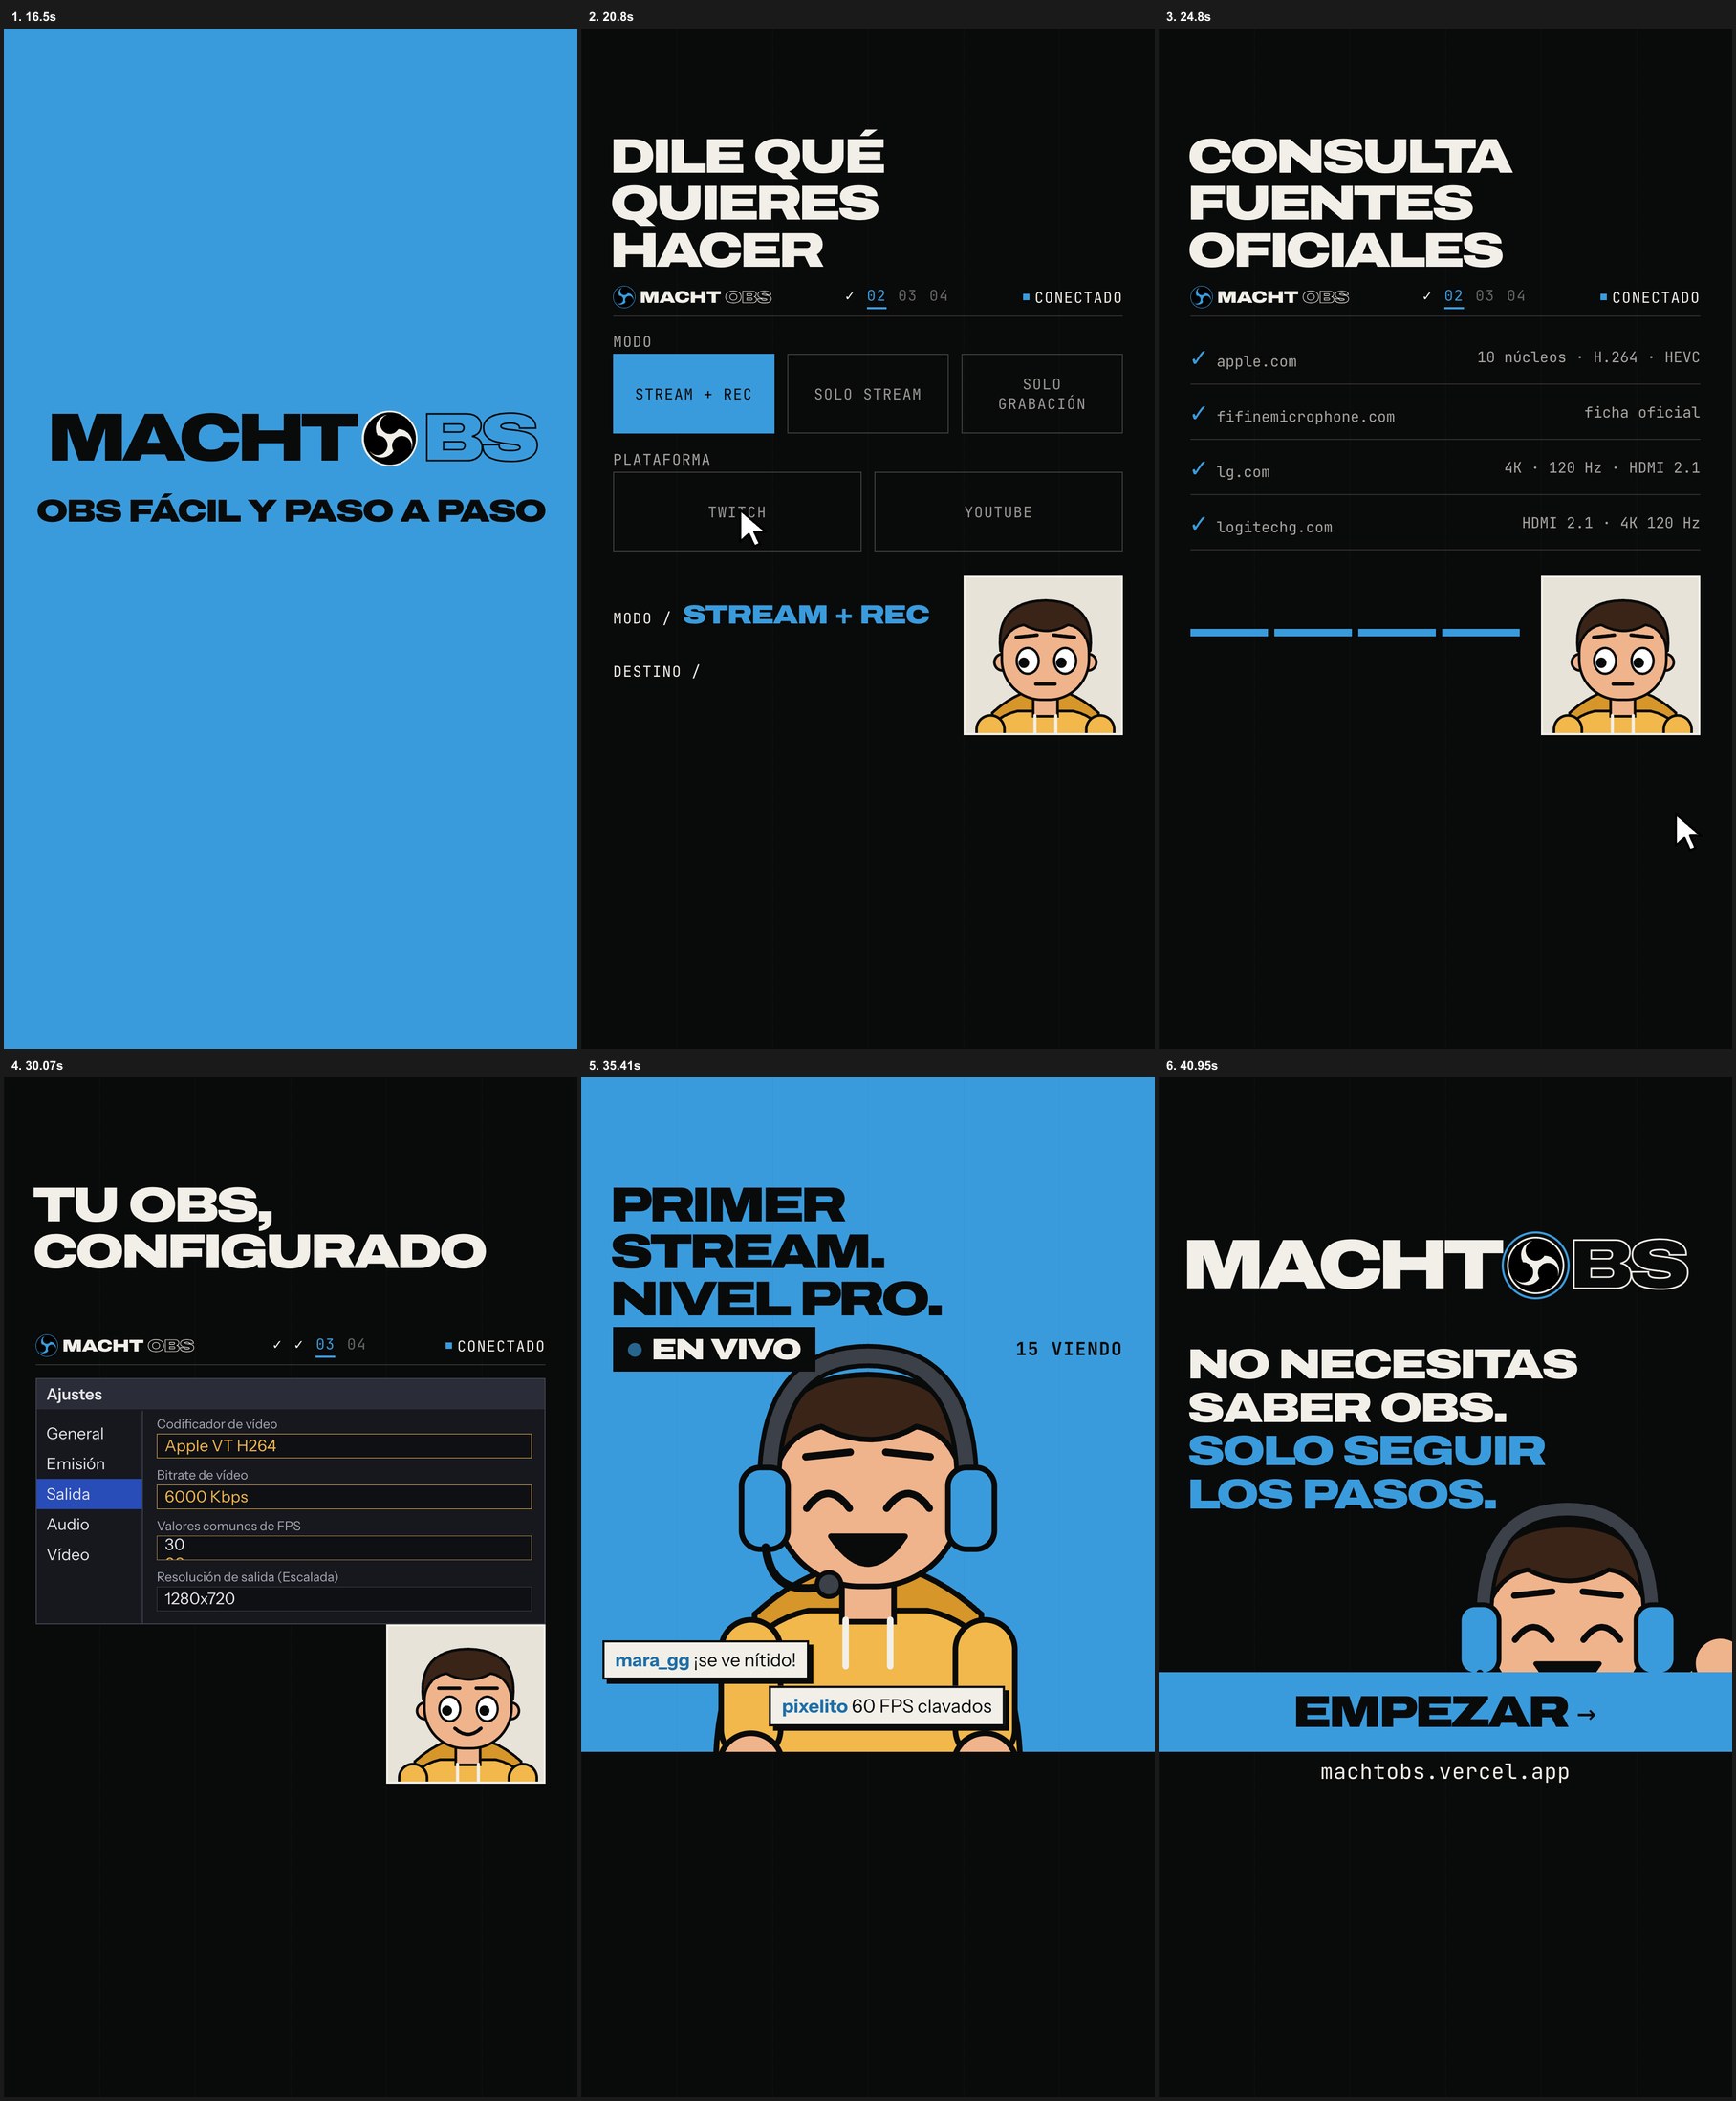 1. 16.5s
MACHT OBS
OBS FÁCIL Y PASO A PASO
2. 20.8s
DILE QUÉ
QUIERES
HACER
MACHT OBS
✓ 02 03 04
CONECTADO
MODO
STREAM + REC
SOLO STREAM
SOLO
GRABACIÓN
PLATAFORMA
TWITCH
YOUTUBE
MODO / STREAM + REC
DESTINO /
3. 24.8s
CONSULTA
FUENTES
OFICIALES
MACHT OBS
✓ 02 03 04
CONECTADO
✓ apple.com 10 núcleos · H.264 · HEVC
✓ fifinemicrophone.com ficha oficial
✓ lg.com 4K · 120 Hz · HDMI 2.1
✓ logitechg.com HDMI 2.1 · 4K 120 Hz
4. 30.07s
TU OBS,
CONFIGURADO
MACHT OBS
✓ ✓ 03 04
CONECTADO
Ajustes
General
Emisión
Salida
Audio
Vídeo
Codificador de vídeo
Apple VT H264
Bitrate de vídeo
6000 Kbps
Valores comunes de FPS
30
Resolución de salida (Escalada)
1280x720
5. 35.41s
PRIMER
STREAM.
NIVEL PRO.
EN VIVO
15 VIENDO
mara_gg ¡se ve nítido!
pixelito 60 FPS clavados
6. 40.95s
MACHT OBS
NO NECESITAS
SABER OBS.
SOLO SEGUIR
LOS PASOS.
EMPEZAR →
machtobs.vercel.app